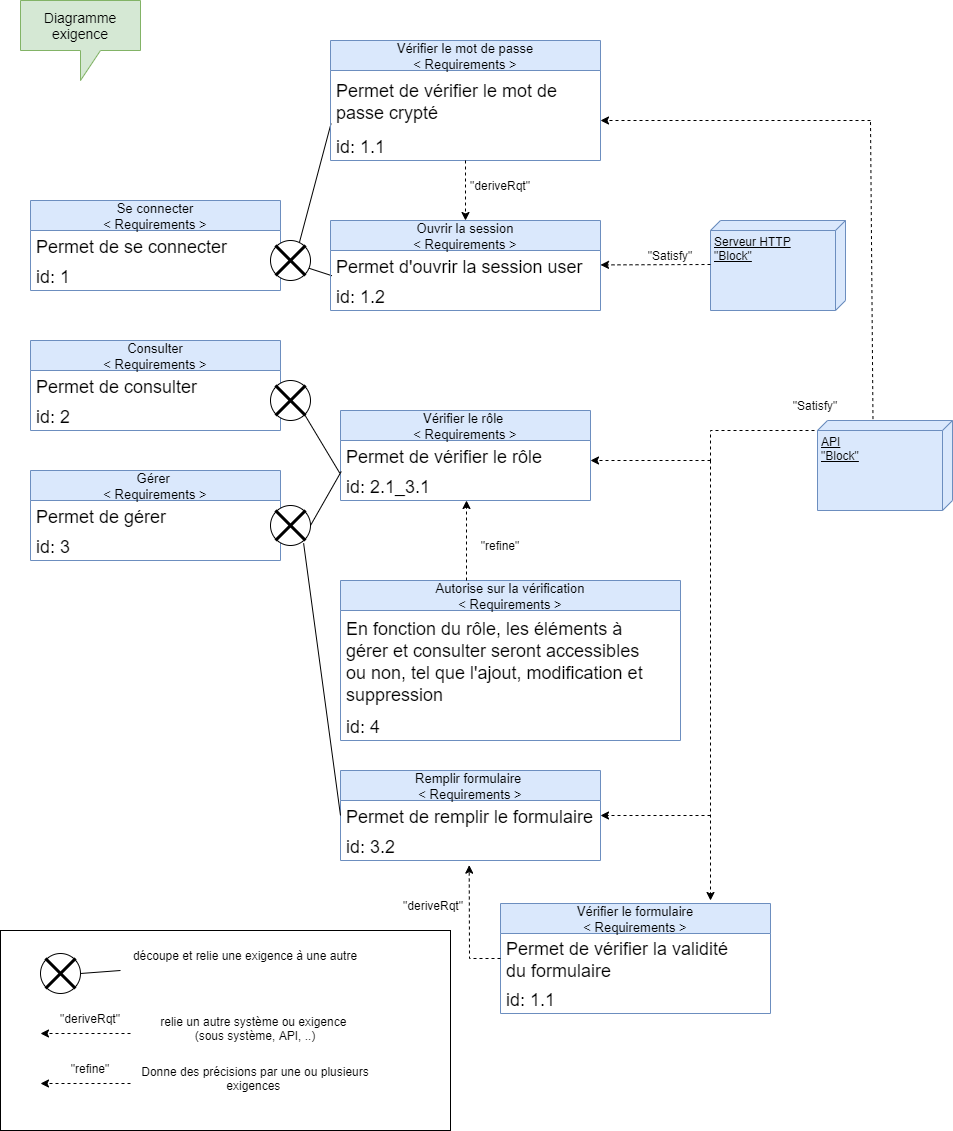 Diagramme
exigence
Vérifier le mot de passe
< Requirements >
Permet de vérifier le mot de
passe crypté
id: 1.1
"deriveRqt"
Se connecter
< Requirements >
Permet de se connecter
id: 1
Ouvrir la session
< Requirements >
Permet d'ouvrir la session user
id: 1.2
"Satisfy"
Serveur HTTP
"Block"
Consulter
< Requirements >
Permet de consulter
id: 2
Vérifier le rôle
< Requirements >
Permet de vérifier le rôle
id: 2.1_3.1
"Satisfy"
API
"Block"
Gérer
< Requirements >
Permet de gérer
id: 3
"refine"
Autorise sur la vérification
< Requirements >
En fonction du rôle, les éléments à
gérer et consulter seront accessibles
ou non, tel que l'ajout, modification et
suppression
id: 4
Remplir formulaire
< Requirements >
Permet de remplir le formulaire
id: 3.2
"deriveRqt"
Vérifier le formulaire
< Requirements >
Permet de vérifier la validité
du formulaire
id: 1.1
découpe et relie une exigence à une autre
"deriveRqt"
relie un autre système ou exigence
(sous système, API, ..)
"refine"
Donne des précisions par une ou plusieurs
exigences